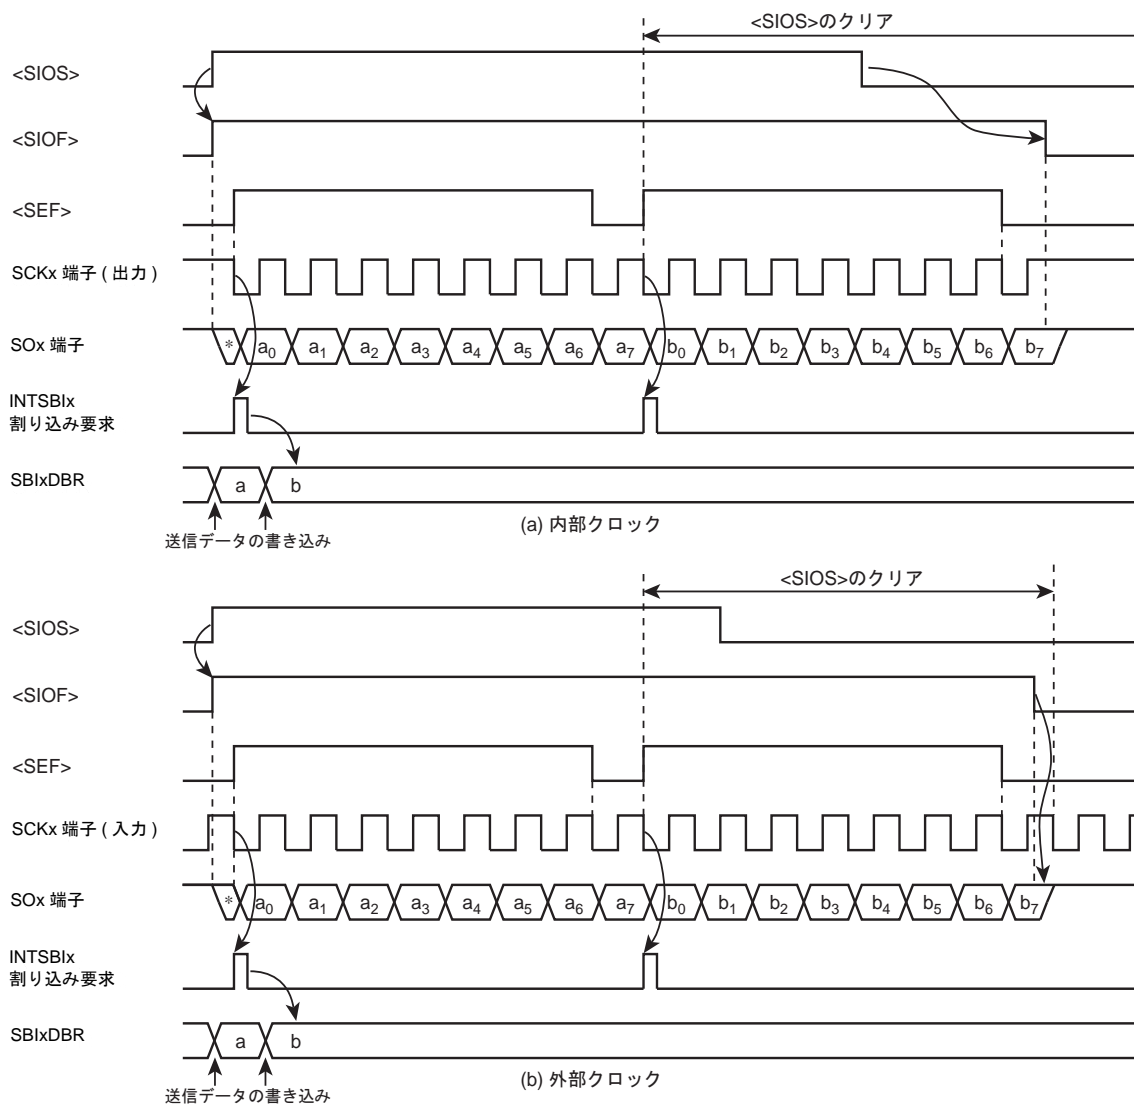 <SIOS>のクリア
<SIOS>
<SIOF>
<SEF>
SCKx 端子 ( 出力 )
SOx 端子
* a0 a1 a2 a3 a4 a5 a6 a7 b0 b1 b2 b3 b4 b5 b6 b7
INTSBIx
割り込み要求
SBIxDBR
a b
送信データの書き込み
(a) 内部クロック
<SIOS>のクリア
<SIOS>
<SIOF>
<SEF>
SCKx 端子 ( 入力 )
SOx 端子
* a0 a1 a2 a3 a4 a5 a6 a7 b0 b1 b2 b3 b4 b5 b6 b7
INTSBIx
割り込み要求
SBIxDBR
a b
送信データの書き込み
(b) 外部クロック